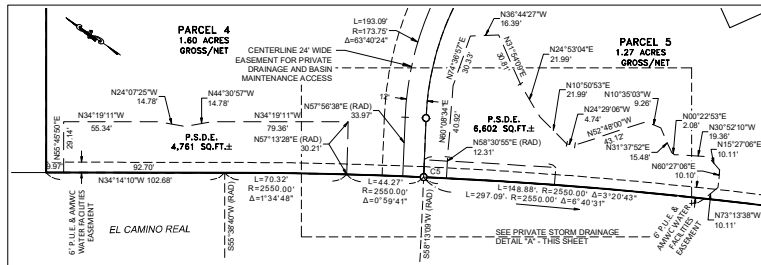 PARCEL 4
1.60 ACRES
GROSS/NET
L=193.09'
R=173.75'
Δ=63°40'24"
CENTERLINE 24' WIDE
EASEMENT FOR PRIVATE
DRAINAGE AND BASIN
MAINTENANCE ACCESS
12'
N36°44'27"W
16.39'
N74°36'57"E
30.33'
N31°54'09"E
30.81'
N24°53'04"E
21.99'
PARCEL 5
1.27 ACRES
GROSS/NET
N10°50'53"E
21.99'
N24°29'06"W
4.74'
N10°35'03"W
9.26'
N52°48'00"W
43.12'
N00°22'53"E
2.08'
N30°52'10"W
19.36'
N15°27'06"E
10.11'
N31°37'52"E
15.48'
N60°27'06"E
10.10'
N73°13'38"W
10.11'
N24°07'25"W
14.78'
N44°30'57"W
14.78'
N34°19'11"W
55.34'
N34°19'11"W
79.36'
N55°45'50"E
29.14'
P.S.D.E.
4,761 SQ.FT.±
N57°56'38"E (RAD)
33.97'
N57°13'28"E (RAD)
30.21'
N60°08'34"E
40.92'
P.S.D.E.
6,602 SQ.FT.±
N58°30'55"E (RAD)
12.31'
9.97'
92.70'
N34°14'10"W 102.68'
L=70.32'
R=2550.00'
Δ=1°34'48"
L=44.27'
R=2550.00'
Δ=0°59'41"
C5
L=148.88' R=2550.00' Δ=3°20'43"
L=297.09' R=2550.00' Δ=6°40'31"
6' P.U.E. &
AMWC WATER
FACILITIES
EASEMENT
EL CAMINO REAL
S55°38'40"W (RAD)
S58°13'09"W (RAD)
SEE PRIVATE STORM DRAINAGE
DETAIL "A" - THIS SHEET
6' P.U.E. &
AMWC WATER
FACILITIES
EASEMENT